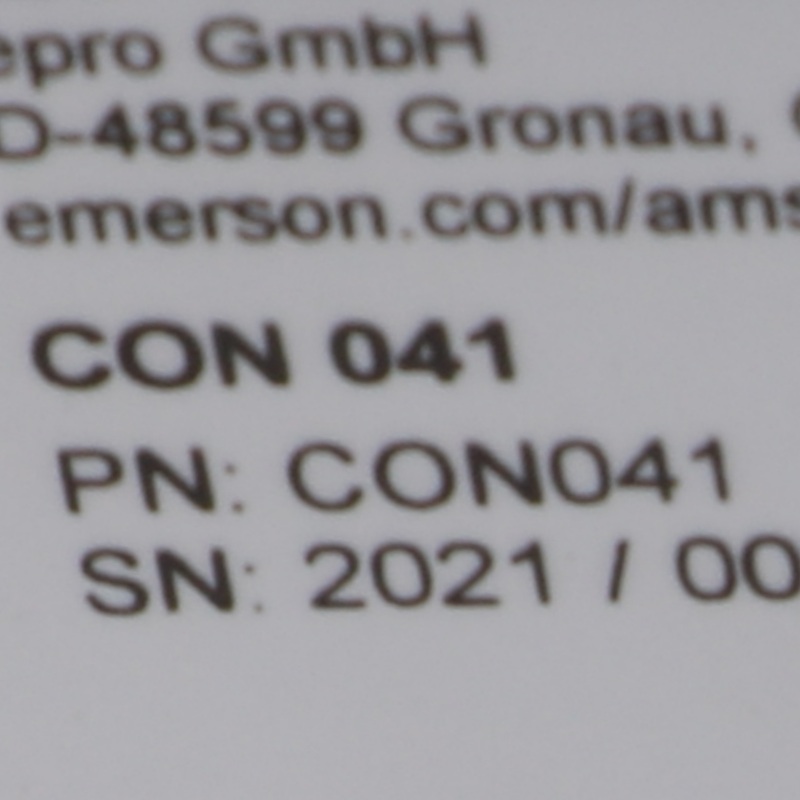 epro GmbH
D-48599 Gronau,
emerson.com/ams
CON 041
PN: CON041
SN: 2021 / 00